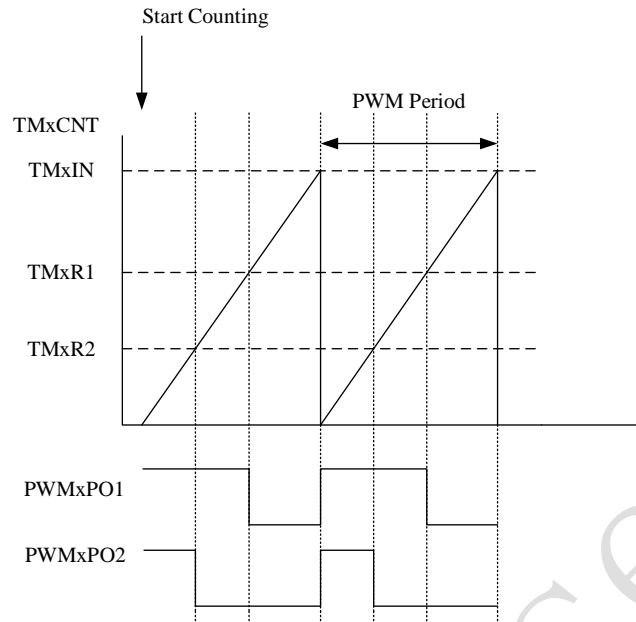 Start Counting
PWM Period
TMxCNT
TMxIN
TMxR1
TMxR2
PWMxPO1
PWMxPO2